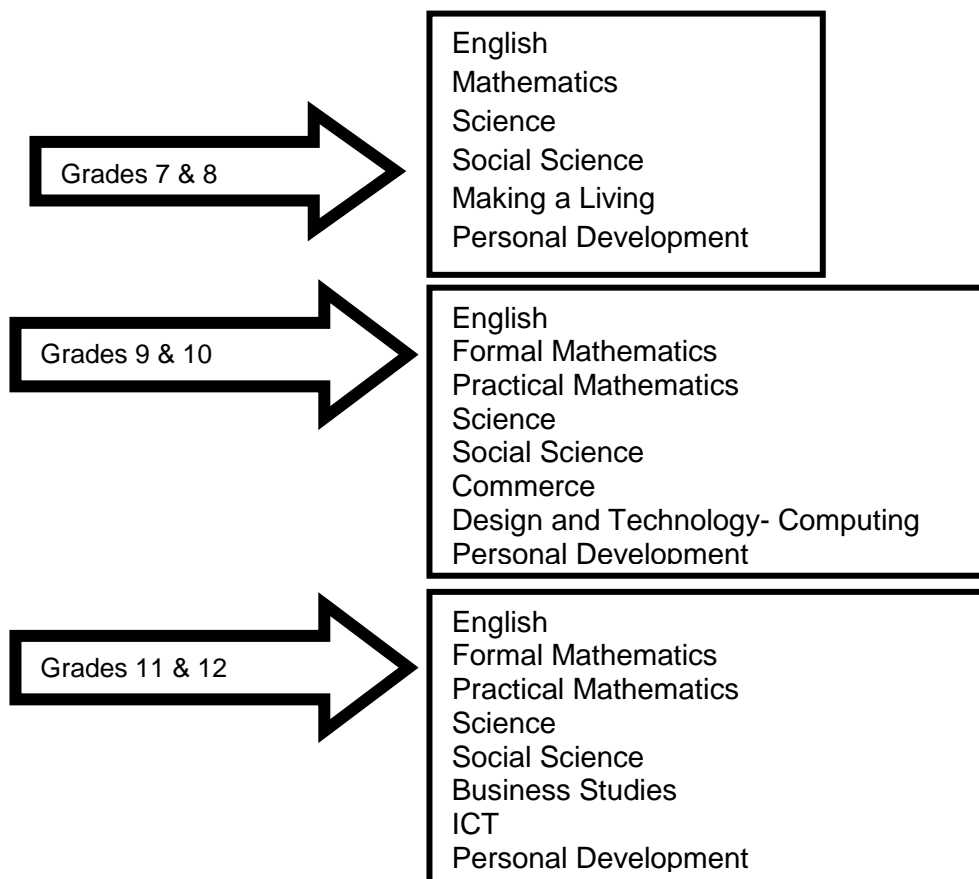 Grades 7 & 8
English
Mathematics
Science
Social Science
Making a Living
Personal Development
Grades 9 & 10
English
Formal Mathematics
Practical Mathematics
Science
Social Science
Commerce
Design and Technology- Computing
Personal Development
Grades 11 & 12
English
Formal Mathematics
Practical Mathematics
Science
Social Science
Business Studies
ICT
Personal Development